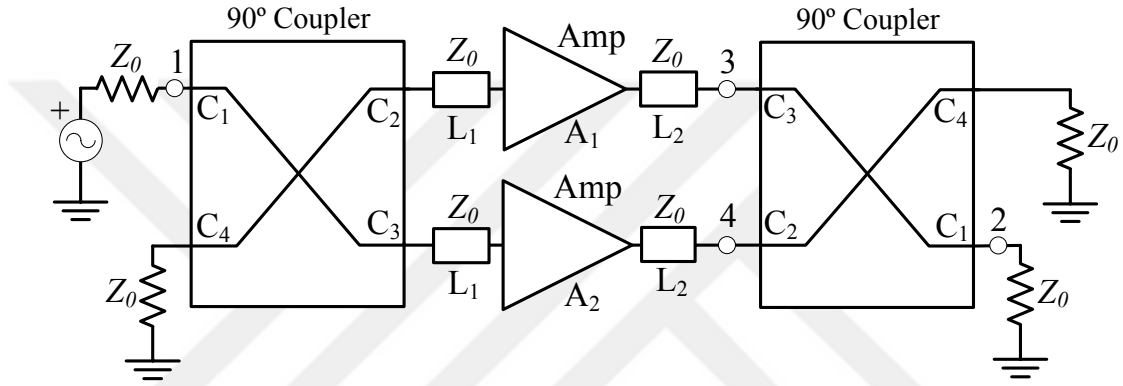 90º Coupler
90º Coupler
Z0 1 C1 C2 Z0 L1 Amp A1 Z0 L2 3 C3 C4 Z0
+
Z0 C4 C3 Z0 L1 Amp A2 Z0 L2 4 C2 C1 2 Z0